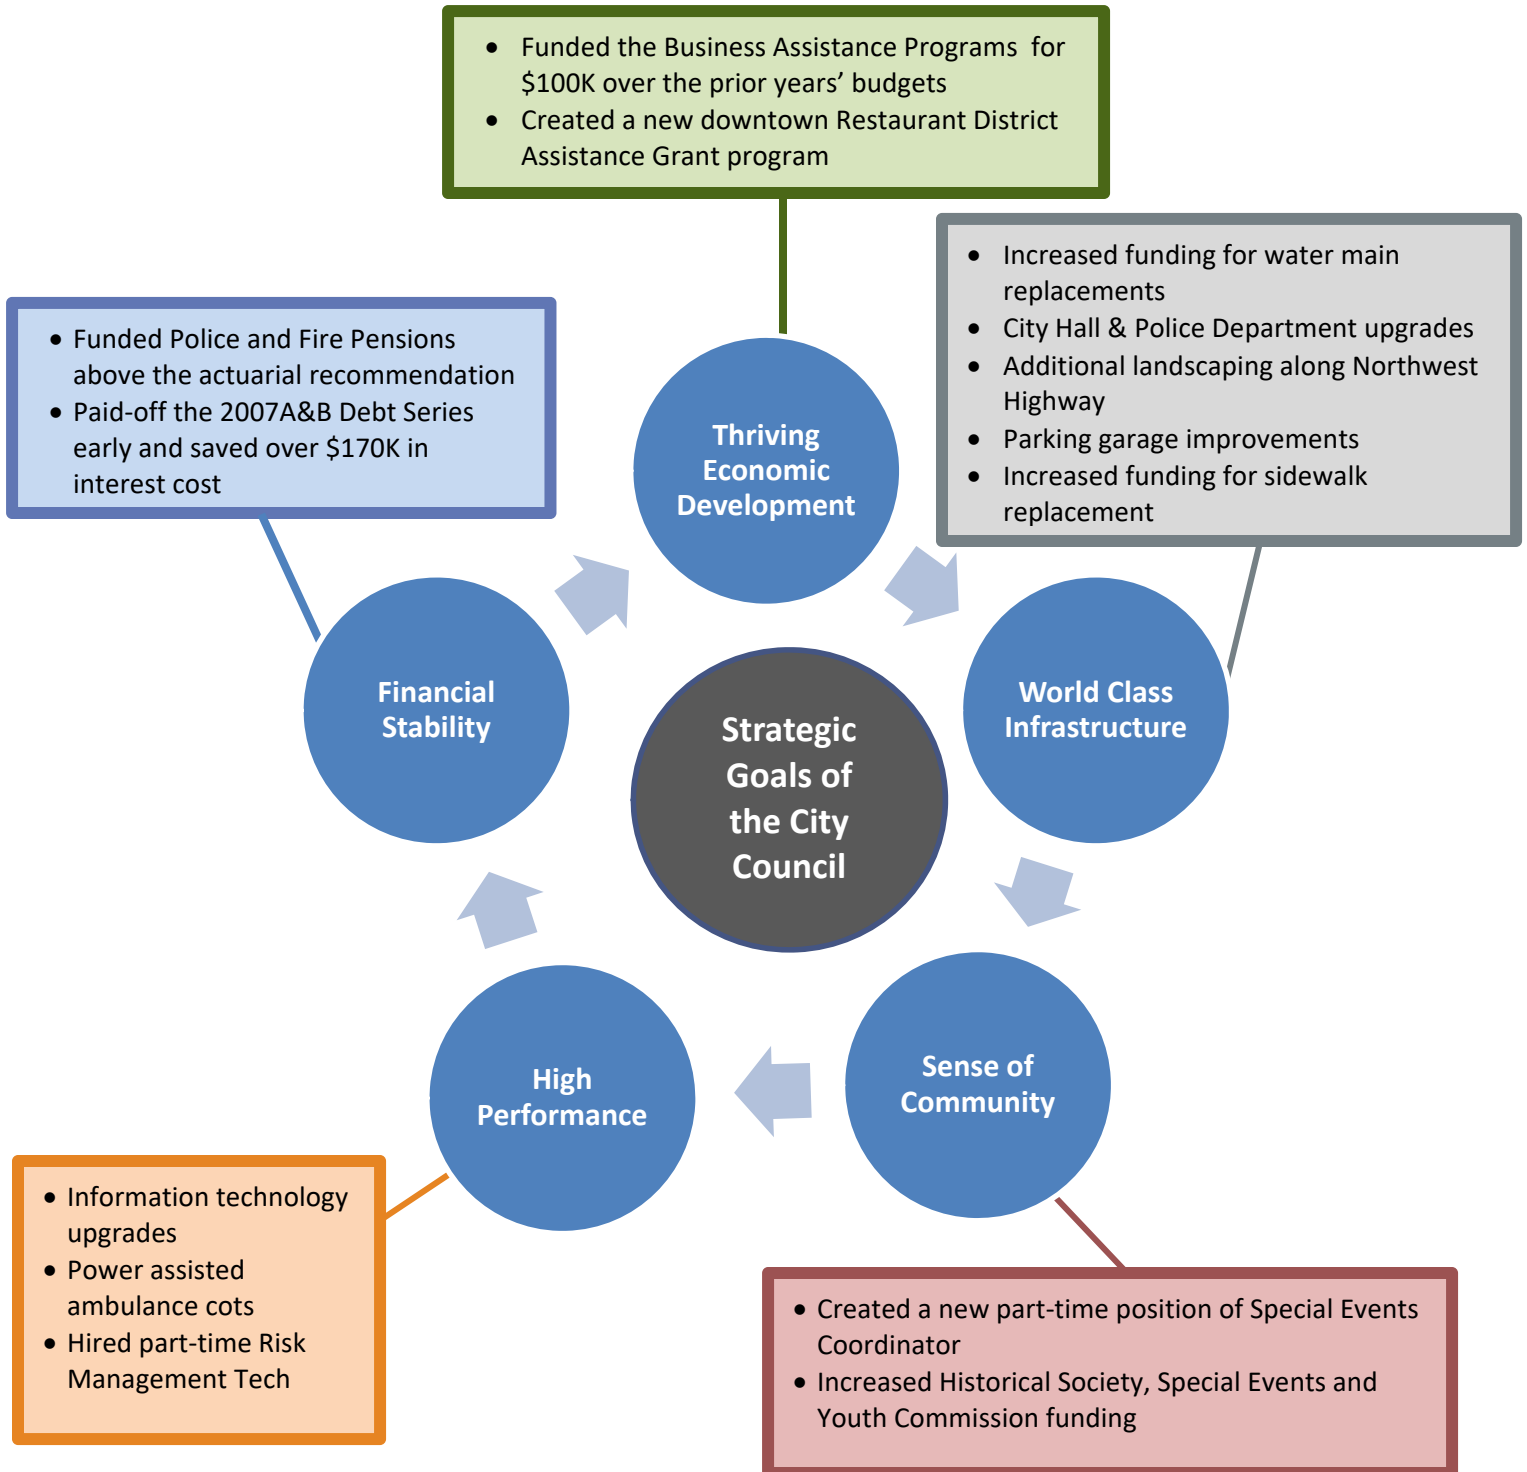 • Funded the Business Assistance Programs for
$100K over the prior years’ budgets
• Created a new downtown Restaurant District
Assistance Grant program
• Increased funding for water main
replacements
• City Hall & Police Department upgrades
• Additional landscaping along Northwest
Highway
• Parking garage improvements
• Increased funding for sidewalk
replacement
• Funded Police and Fire Pensions
above the actuarial recommendation
• Paid-off the 2007A&B Debt Series
early and saved over $170K in
interest cost
Thriving
Economic
Development
Financial
Stability
World Class
Infrastructure
Strategic
Goals of
the City
Council
High
Performance
Sense of
Community
• Information technology
upgrades
• Power assisted
ambulance cots
• Hired part-time Risk
Management Tech
• Created a new part-time position of Special Events
Coordinator
• Increased Historical Society, Special Events and
Youth Commission funding